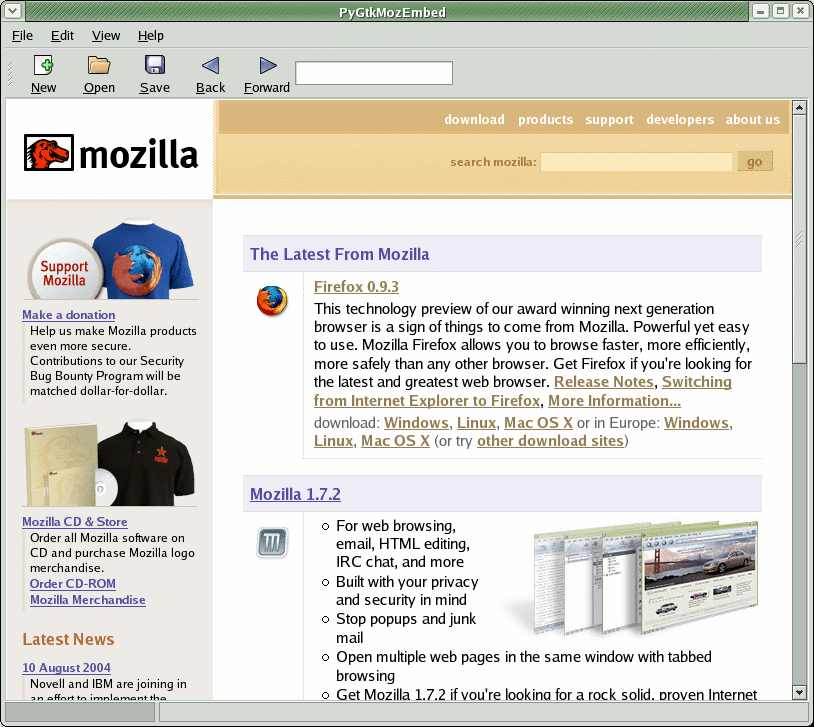 PyGtkMozEmbed
File Edit View Help
New Open Save Back Forward
mozilla
download products support developers about us
search mozilla: go
Support
Mozilla
Make a donation
Help us make Mozilla products
even more secure.
Contributions to our Security
Bug Bounty Program will be
matched dollar-for-dollar.
Mozilla CD & Store
Order all Mozilla software on
CD and purchase Mozilla logo
merchandise.
Order CD-ROM
Mozilla Merchandise
Latest News
10 August 2004
Novell and IBM are joining in
an effort to implement the
The Latest From Mozilla
Firefox 0.9.3
This technology preview of our award winning next generation
browser is a sign of things to come from Mozilla. Powerful yet easy
to use. Mozilla Firefox allows you to browse faster, more efficiently,
more safely than any other browser. Get Firefox if you're looking for
the latest and greatest web browser. Release Notes, Switching
from Internet Explorer to Firefox, More Information...
download: Windows, Linux, Mac OS X or in Europe: Windows,
Linux, Mac OS X (or try other download sites)
Mozilla 1.7.2
For web browsing,
email, HTML editing,
IRC chat, and more
Built with your privacy
and security in mind
Stop popups and junk
mail
Open multiple web pages in the same window with tabbed
browsing
Get Mozilla 1.7.2 if you're looking for a rock solid, proven Internet